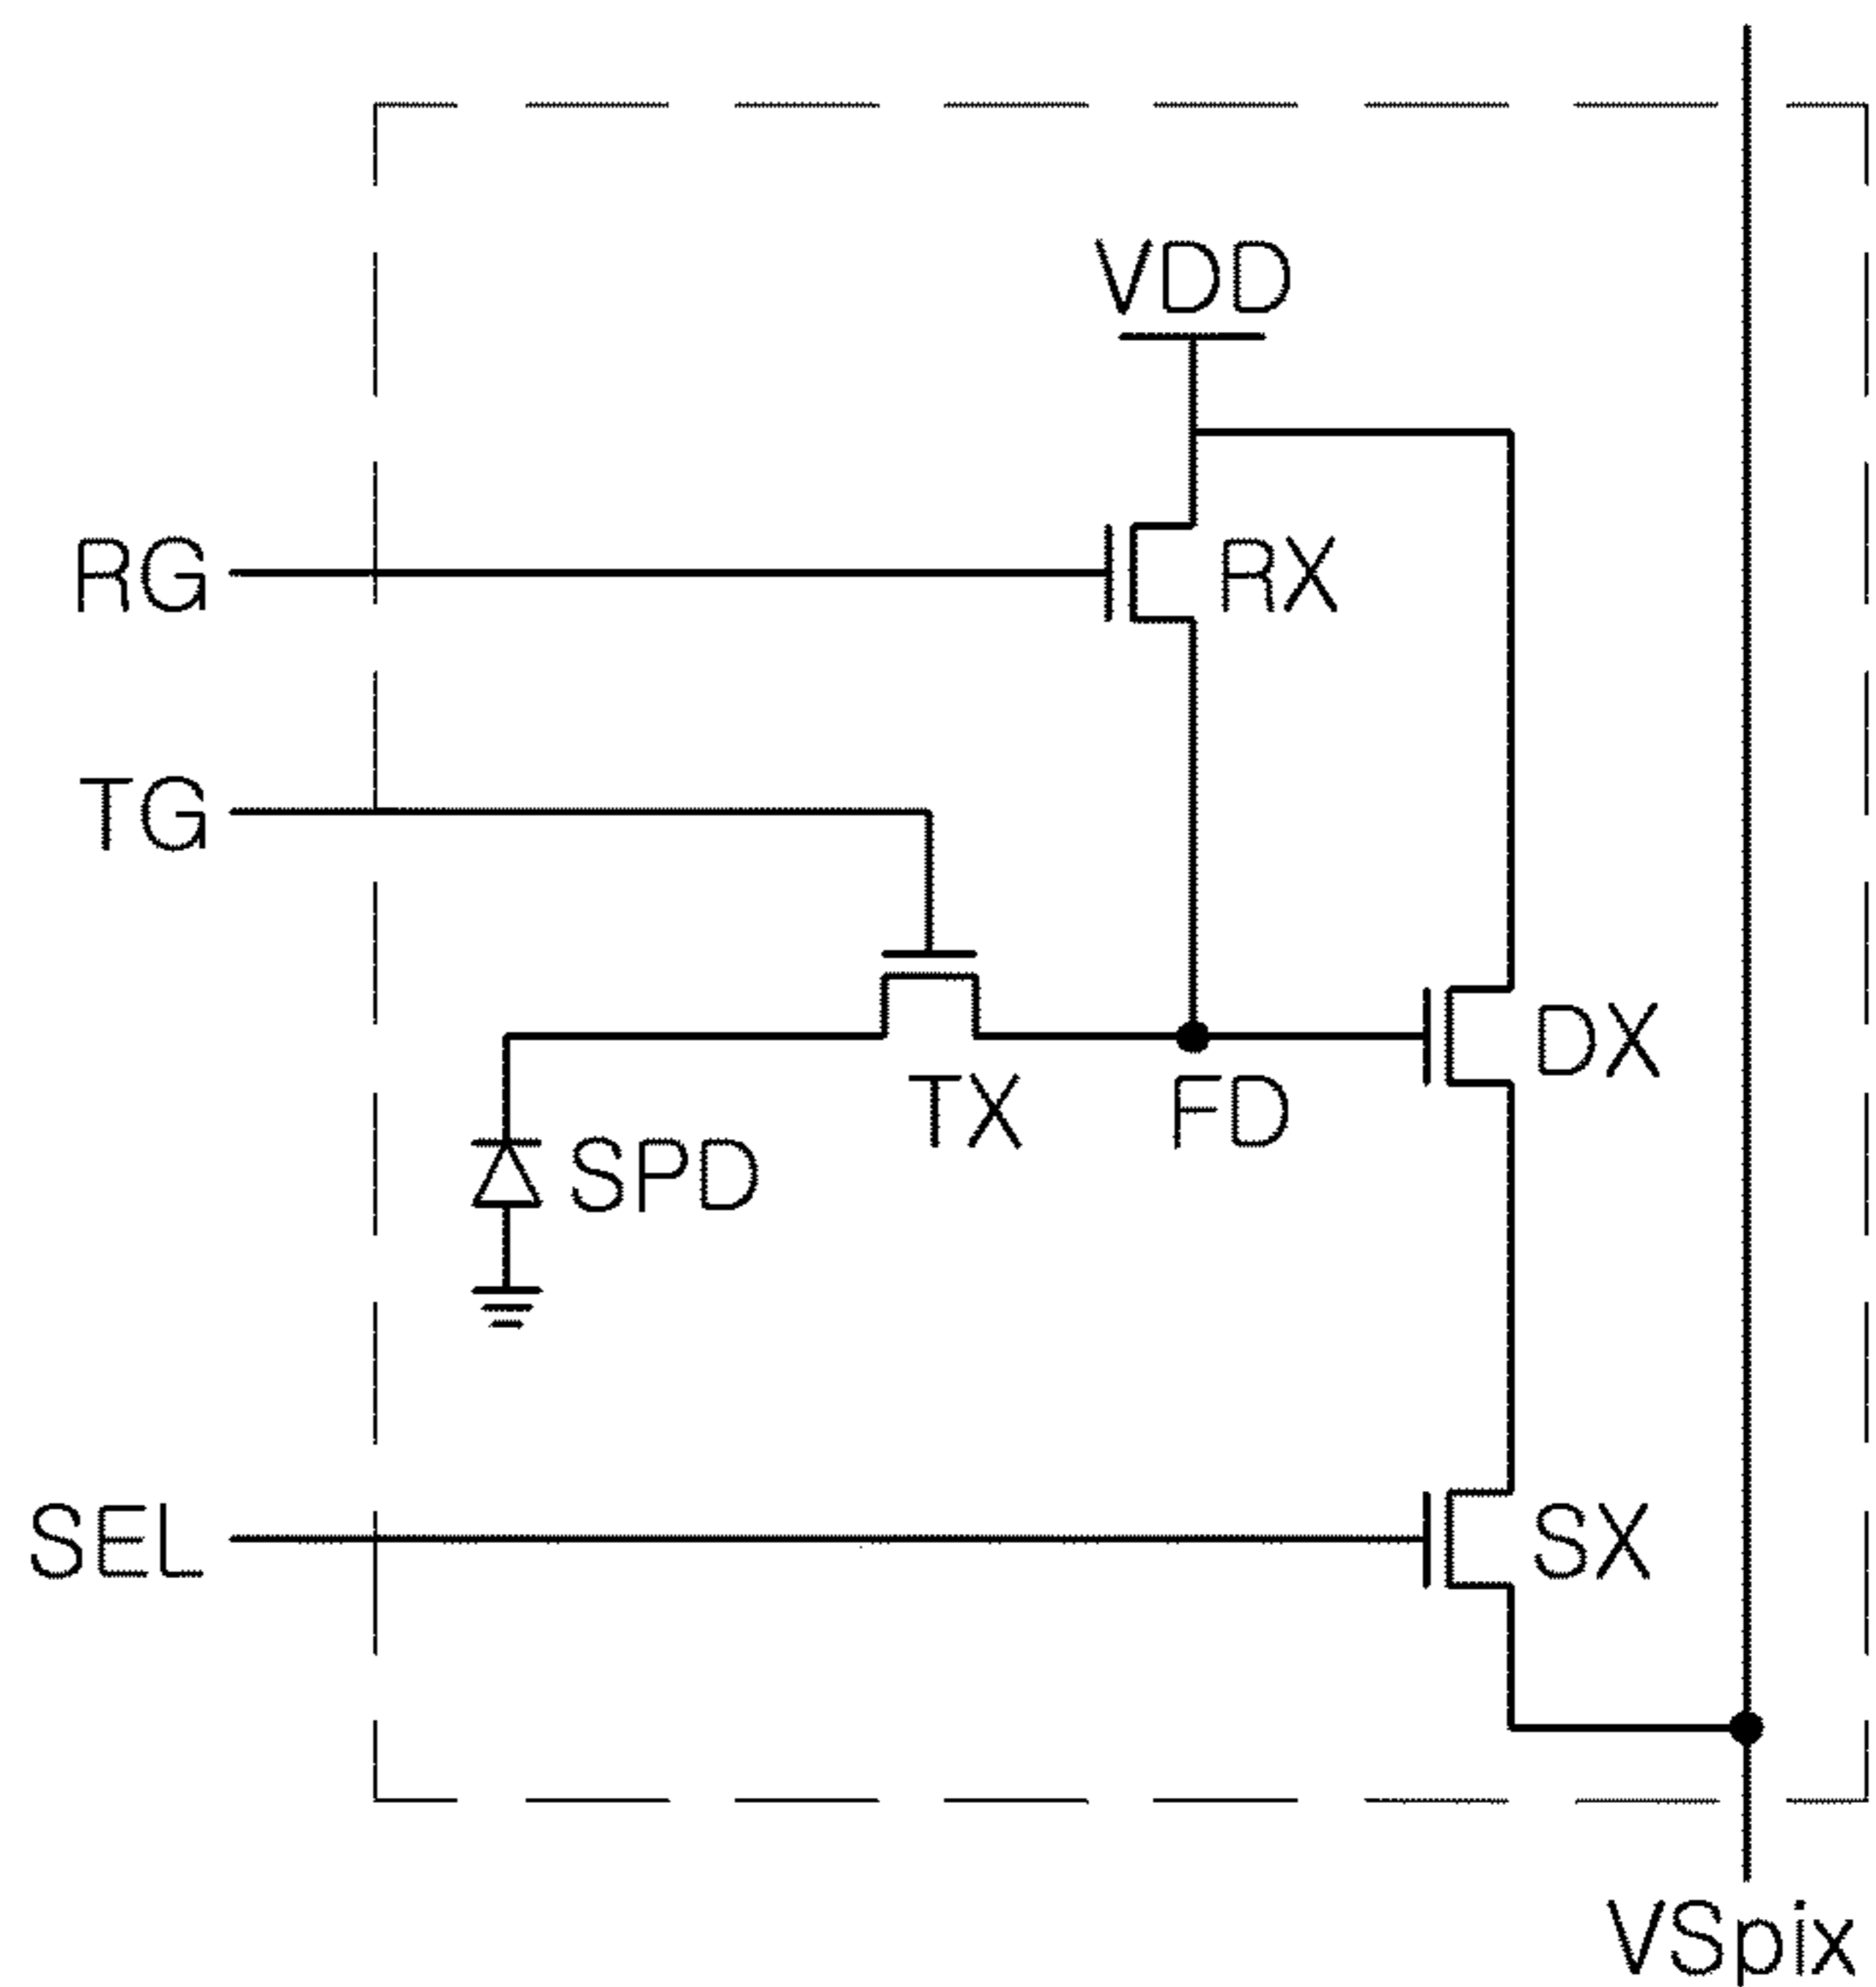 VDD
RG
RX
TG
DX
TX
FD
SPD
SEL
SX
VSpix